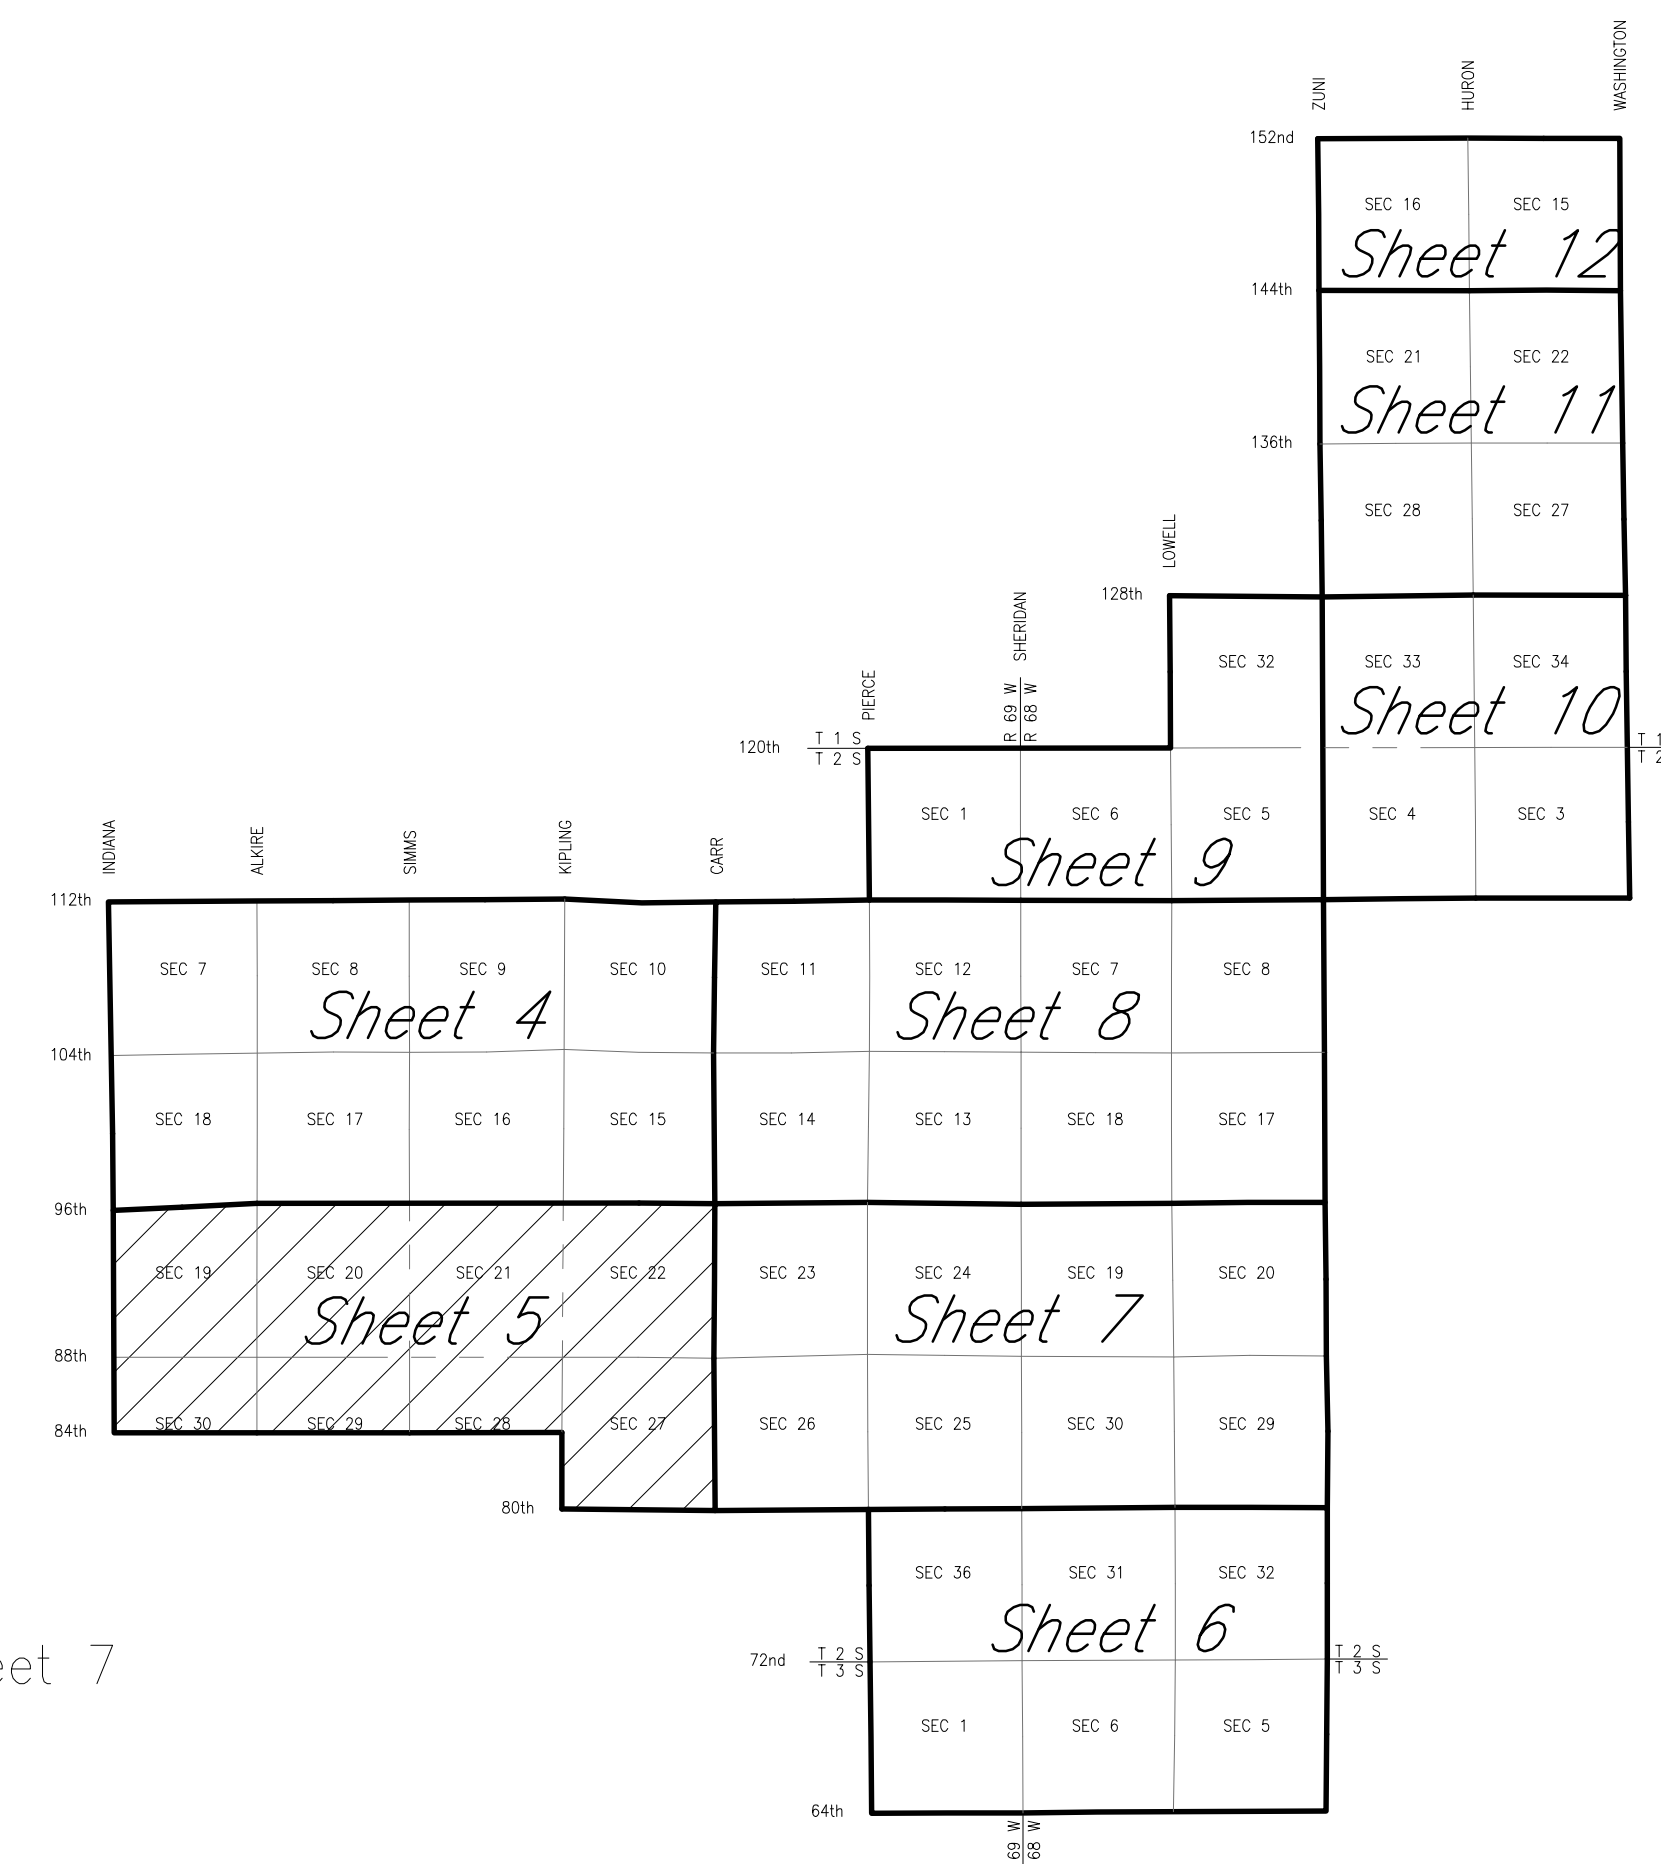 WASHINGTON
HURON
ZUNI
152nd
SEC 16 SEC 15
Sheet 12
144th
SEC 21 SEC 22
Sheet 11
136th
SEC 28 SEC 27
LOWELL
128th
SHERIDAN
SEC 32 SEC 33 SEC 34
PIERCE
R 69 W
R 68 W
Sheet 10
120th
T 1 S
T 2 S
T 1
T 2
SEC 1 SEC 6 SEC 5 SEC 4 SEC 3
Sheet 9
INDIANA
ALKIRE
SIMMS
KIPLING
CARR
112th
SEC 7 SEC 8 SEC 9 SEC 10 SEC 11 SEC 12 SEC 7 SEC 8
Sheet 4 Sheet 8
104th
SEC 18 SEC 17 SEC 16 SEC 15 SEC 14 SEC 13 SEC 18 SEC 17
96th
SEC 19 SEC 20 SEC 21 SEC 22 SEC 23 SEC 24 SEC 19 SEC 20
Sheet 5 Sheet 7
88th
84th
SEC 30 SEC 29 SEC 28 SEC 27 SEC 26 SEC 25 SEC 30 SEC 29
80th
SEC 36 SEC 31 SEC 32
Sheet 6
72nd
T 2 S
T 3 S
T 2 S
T 3 S
eet 7
SEC 1 SEC 6 SEC 5
64th
69 W
68 W